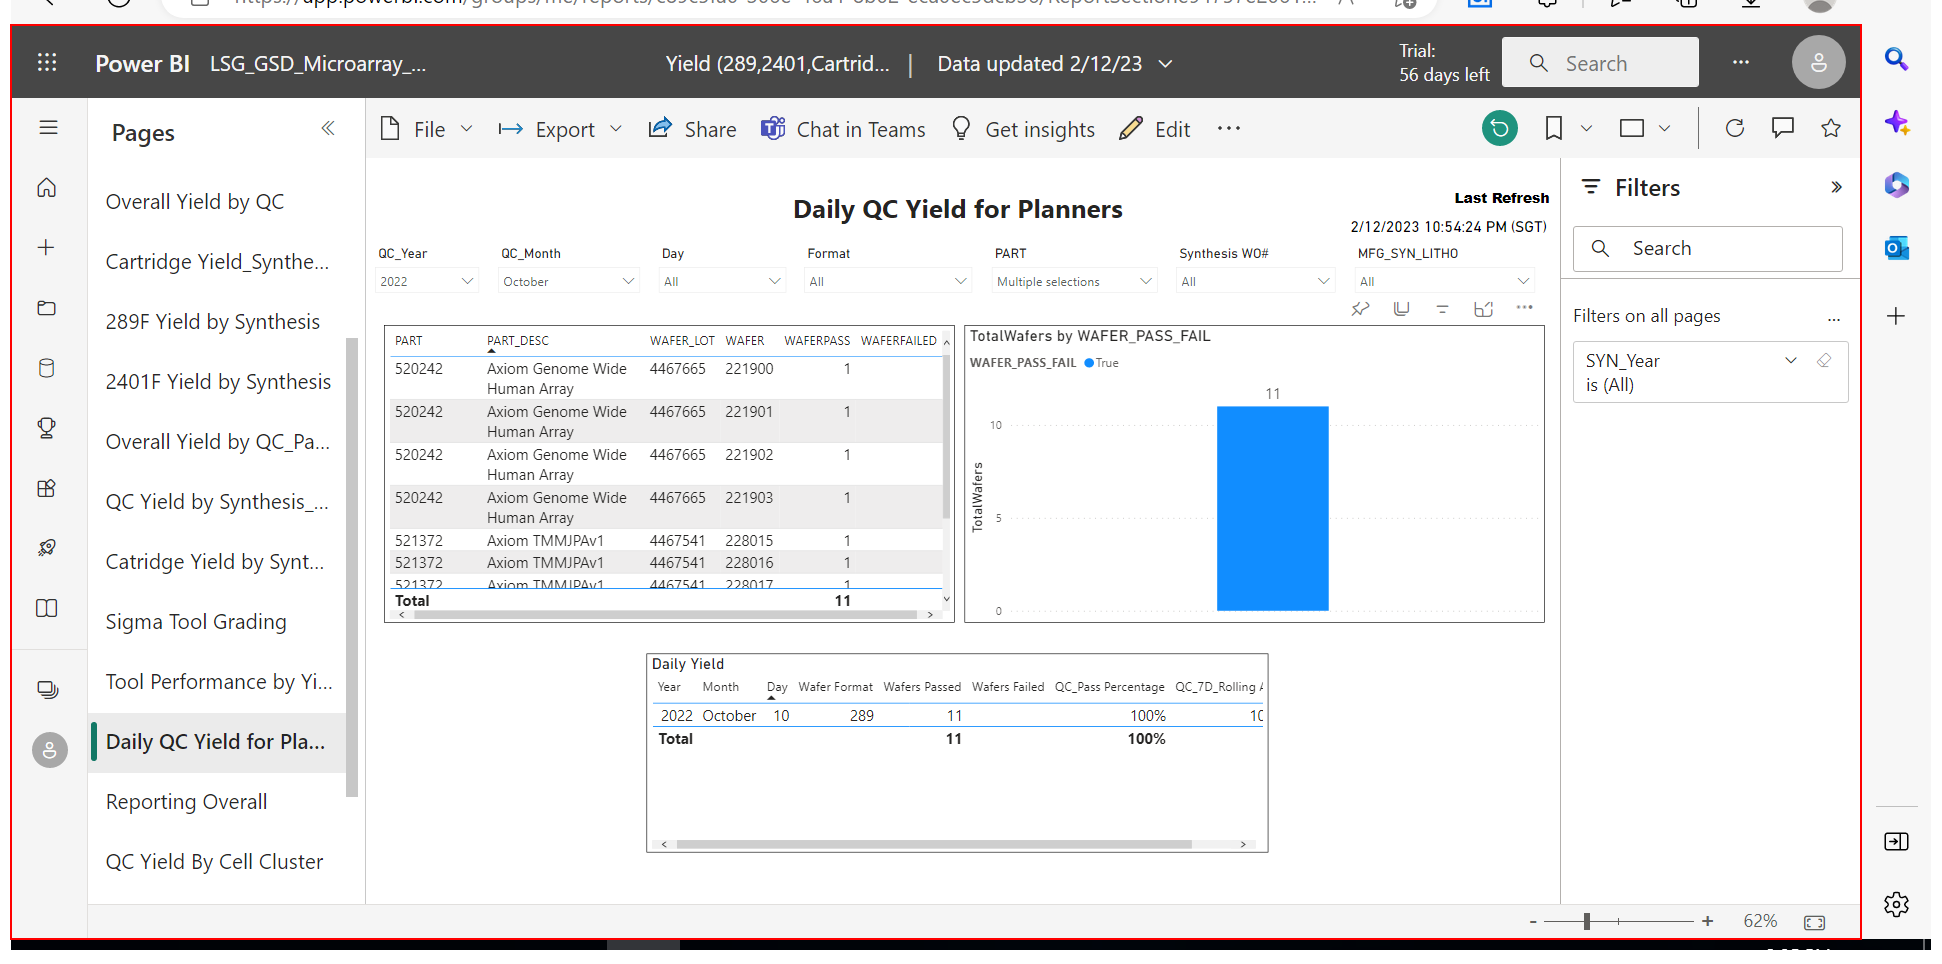 Power BI LSG_GSD_Microarray_... Yield (289,2401,Cartrid... | Data updated 2/12/23
Trial:
56 days left
Search
Pages
File Export Share Chat in Teams Get insights Edit
Overall Yield by QC
Cartridge Yield_Synthe...
289F Yield by Synthesis
2401F Yield by Synthesis
Overall Yield by QC_Pa...
QC Yield by Synthesis_...
Catridge Yield by Synt...
Sigma Tool Grading
Tool Performance by Yi...
Daily QC Yield for Pla...
Reporting Overall
QC Yield By Cell Cluster
Daily QC Yield for Planners
Last Refresh
2/12/2023 10:54:24 PM (SGT)
QC_Year QC_Month Day Format PART Synthesis WO# MFG_SYN_LITHO
2022 October All All Multiple selections All All
PART PART_DESC WAFER_LOT WAFER WAFERPASS WAFERFAILED
520242 Axiom Genome Wide Human Array 4467665 221900 1
520242 Axiom Genome Wide Human Array 4467665 221901 1
520242 Axiom Genome Wide Human Array 4467665 221902 1
520242 Axiom Genome Wide Human Array 4467665 221903 1
521372 Axiom TMMJPAv1 4467541 228015 1
521372 Axiom TMMJPAv1 4467541 228016 1
521372 Axiom TMMJPAv1 4467541 228017 1
Total 11
TotalWafers by WAFER_PASS_FAIL
WAFER_PASS_FAIL True
11
10
5
0
TotalWafers
Daily Yield
Year Month Day Wafer Format Wafers Passed Wafers Failed QC_Pass Percentage QC_7D_Rolling
2022 October 10 289 11 100%
Total 11 100%
Filters
Search
Filters on all pages ...
SYN_Year
is (All)
- + 62%